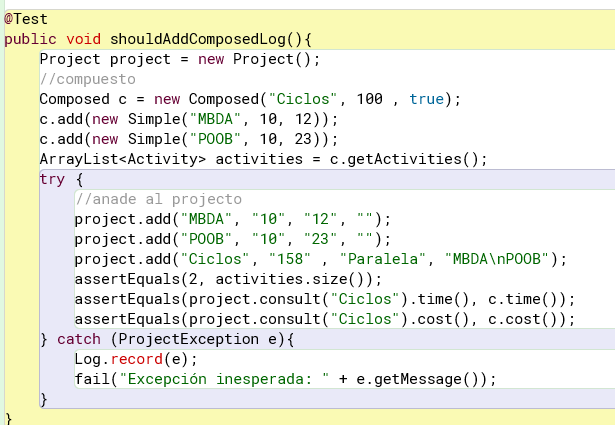 @Test
public void shouldAddComposedLog(){
    Project project = new Project();
    //compuesto
    Composed c = new Composed("Ciclos", 100 , true);
    c.add(new Simple("MBDA", 10, 12));
    c.add(new Simple("POOB", 10, 23));
    ArrayList<Activity> activities = c.getActivities();
    try {
        //anade al projecto
        project.add("MBDA", "10", "12", "");
        project.add("POOB", "10", "23", "");
        project.add("Ciclos", "158" , "Paralela", "MBDA\nPOOB");
        assertEquals(2, activities.size());
        assertEquals(project.consult("Ciclos").time(), c.time());
        assertEquals(project.consult("Ciclos").cost(), c.cost());
    } catch (ProjectException e){
        Log.record(e);
        fail("Excepción inesperada: " + e.getMessage());
    }
}